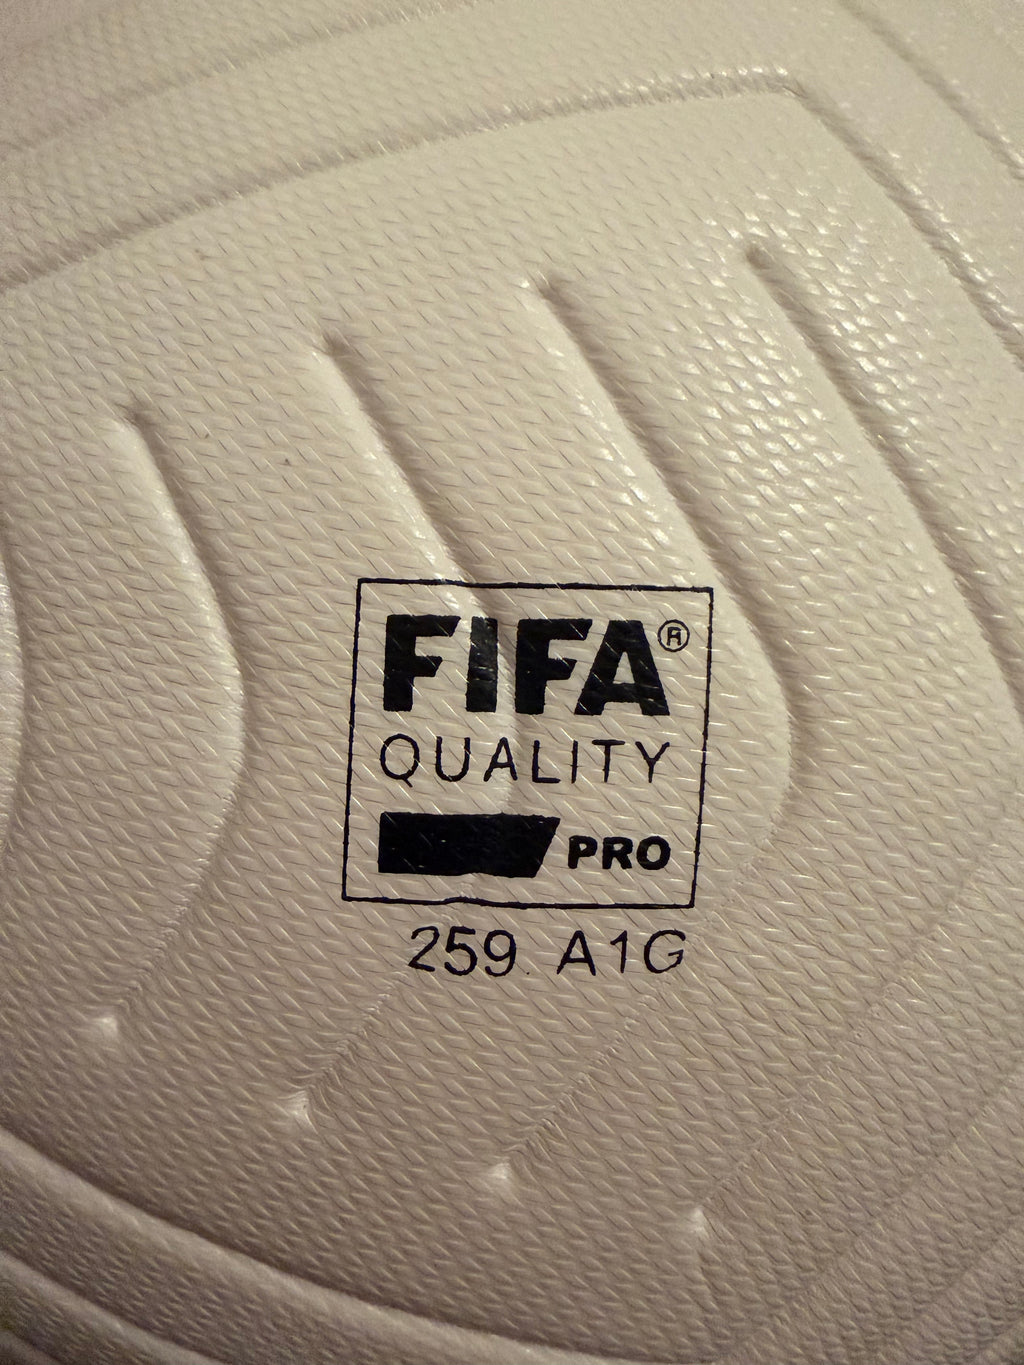 FIFA®
QUALITY
PRO
259 A1G